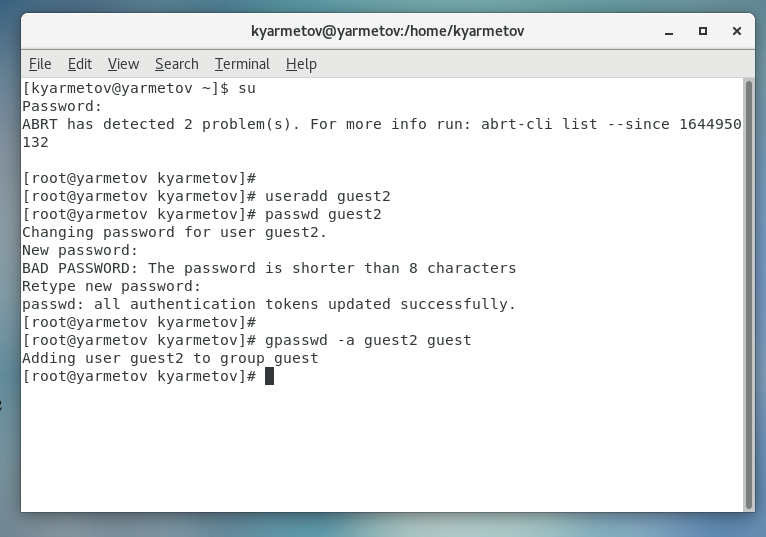 kyarmetov@yarmetov:/home/kyarmetov
File Edit View Search Terminal Help
[kyarmetov@yarmetov ~]$ su
Password:
ABRT has detected 2 problem(s). For more info run: abrt-cli list --since 1644950
132
[root@yarmetov kyarmetov]#
[root@yarmetov kyarmetov]# useradd guest2
[root@yarmetov kyarmetov]# passwd guest2
Changing password for user guest2.
New password:
BAD PASSWORD: The password is shorter than 8 characters
Retype new password:
passwd: all authentication tokens updated successfully.
[root@yarmetov kyarmetov]#
[root@yarmetov kyarmetov]# gpasswd -a guest2 guest
Adding user guest2 to group guest
[root@yarmetov kyarmetov]#